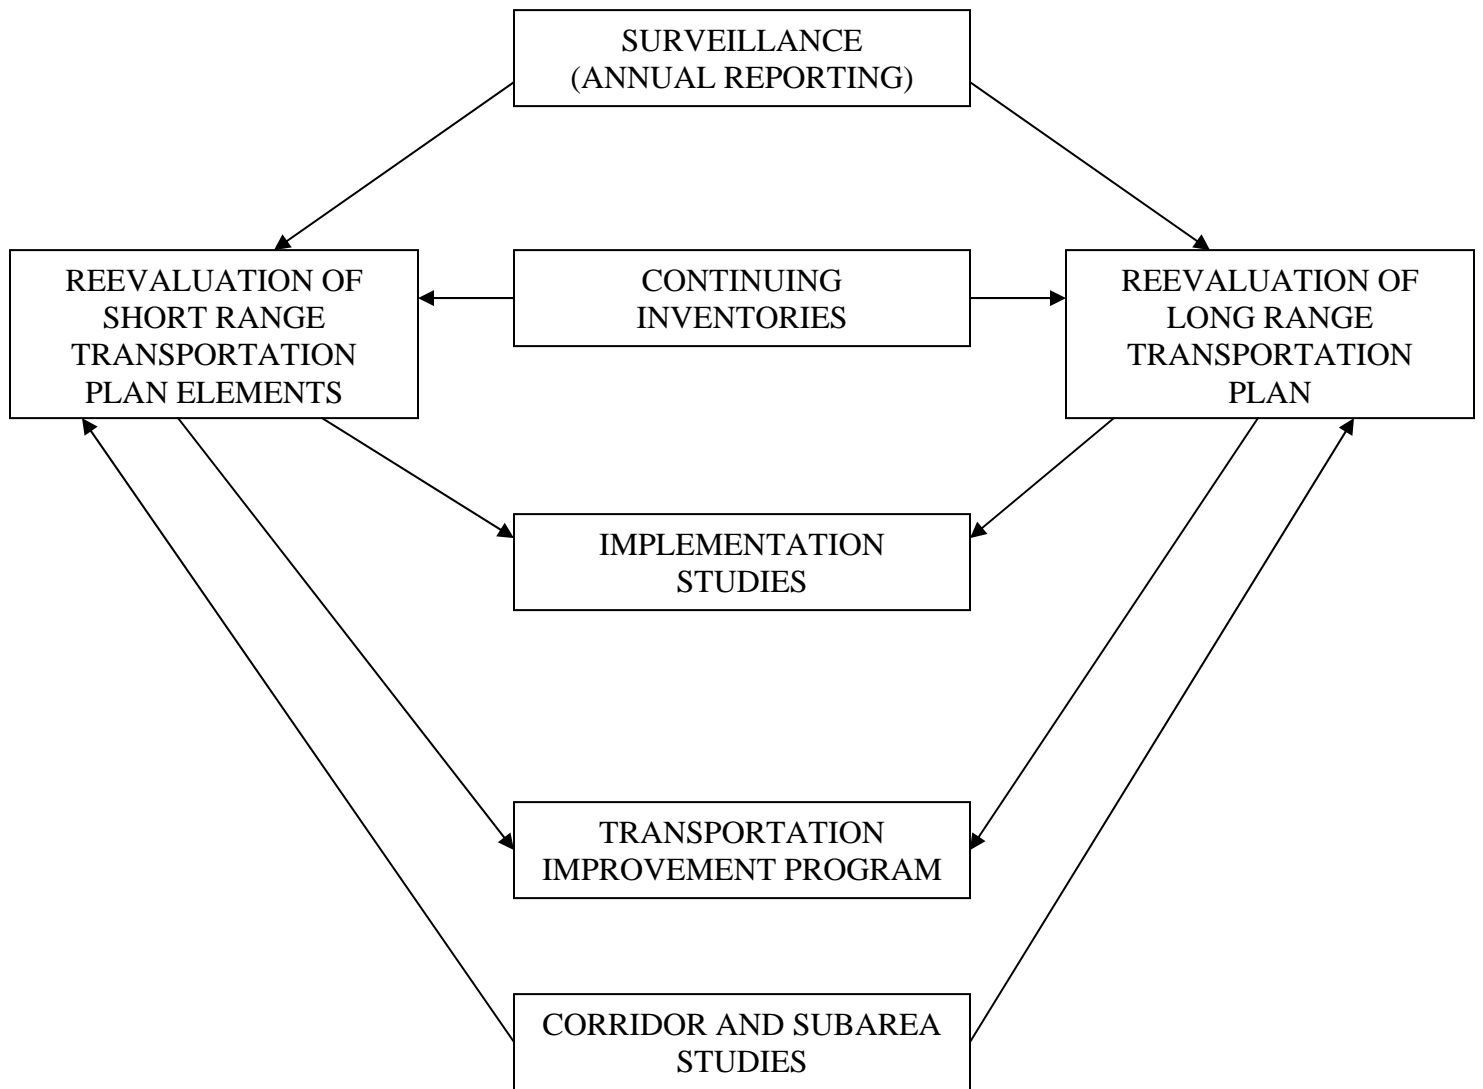 SURVEILLANCE
(ANNUAL REPORTING)
REEVALUATION OF
SHORT RANGE
TRANSPORTATION
PLAN ELEMENTS
CONTINUING
INVENTORIES
REEVALUATION OF
LONG RANGE
TRANSPORTATION
PLAN
IMPLEMENTATION
STUDIES
TRANSPORTATION
IMPROVEMENT PROGRAM
CORRIDOR AND SUBAREA
STUDIES